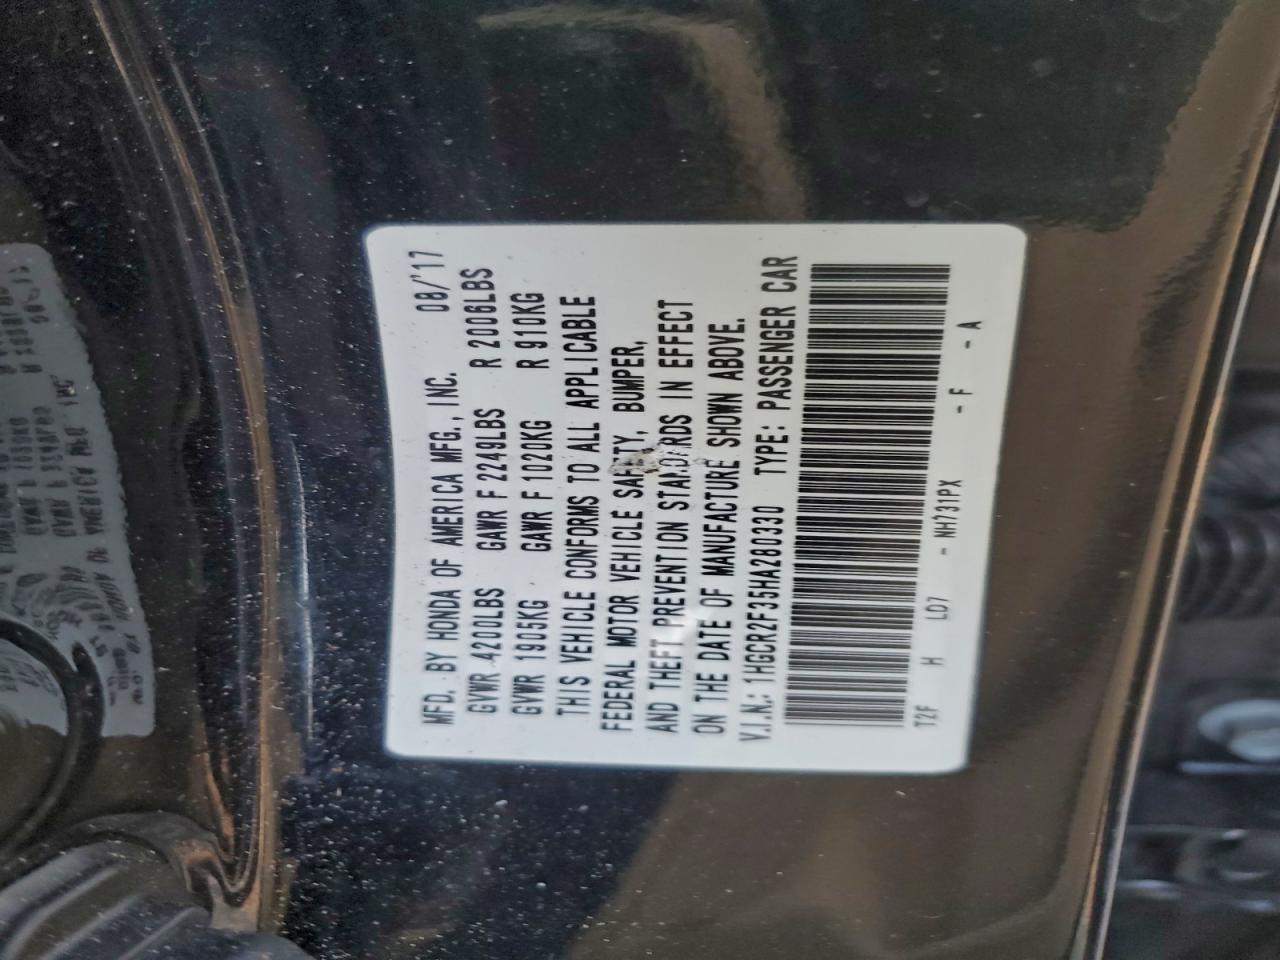 MFD. BY HONDA OF AMERICA MFG., INC. 08/'17
GVWR 4200LBS GAWR F 2249LBS R 2006LBS
GVWR 1905KG GAWR F 1020KG R 910KG
THIS VEHICLE CONFORMS TO ALL APPLICABLE
FEDERAL MOTOR VEHICLE SAFETY, BUMPER,
AND THEFT PREVENTION STANDARDS IN EFFECT
ON THE DATE OF MANUFACTURE SHOWN ABOVE.
V.I.N.: 1HGCR2F35HA280330 TYPE: PASSENGER CAR
T2F H LD7 - NH731PX - F - A